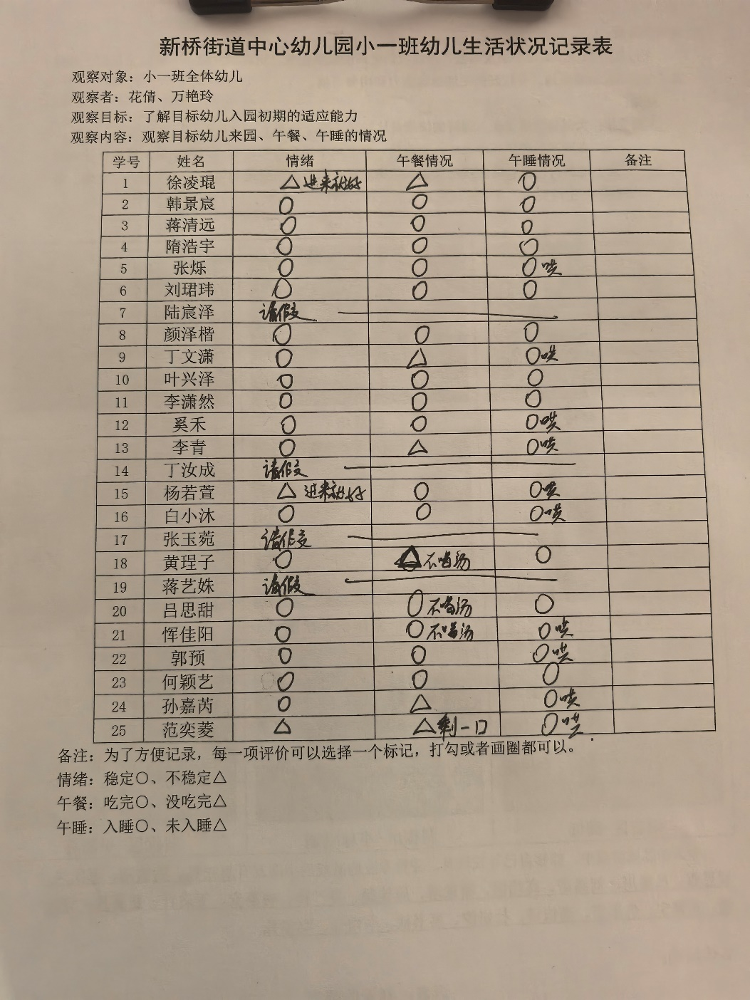 新桥街道中心幼儿园小一班幼儿生活状况记录表
观察对象：小一班全体幼儿
观察者：花倩、万艳玲
观察目标：了解目标幼儿入园初期的适应能力
观察内容：观察目标幼儿来园、午餐、午睡的情况
学号 姓名 情绪 午餐情况 午睡情况 备注
1 徐凌琨 △进来就好 △ ○
2 韩景宸 ○ ○ ○
3 蒋清远 ○ ○ ○
4 隋浩宇 ○ ○ ○
5 张烁 ○ ○ ○哄
6 刘珺玮 ○ ○ ○
7 陆宸泽 请假
8 颜泽楷 ○ ○ ○
9 丁文潇 ○ △ ○哄
10 叶兴泽 ○ ○ ○
11 李潇然 ○ ○ ○
12 奚禾 ○ ○ ○哄
13 李青 ○ △ ○哄
14 丁汝成 请假
15 杨若萱 △进来就好 ○ ○哄
16 白小沐 ○ ○ ○哄
17 张玉菀 请假
18 黄珵子 ○ △不喝汤 ○
19 蒋艺姝 请假
20 吕思甜 ○ ○不喝汤 ○
21 恽佳阳 ○ ○不喝汤 ○哄
22 郭预 ○ ○ ○哄
23 何颖艺 ○ ○ ○
24 孙嘉芮 ○ △ ○哄
25 范奕菱 △ △剩一口 ○哄
备注：为了方便记录，每一项评价可以选择一个标记，打勾或者画圈都可以。
情绪：稳定○、不稳定△
午餐：吃完○、没吃完△
午睡：入睡○、未入睡△